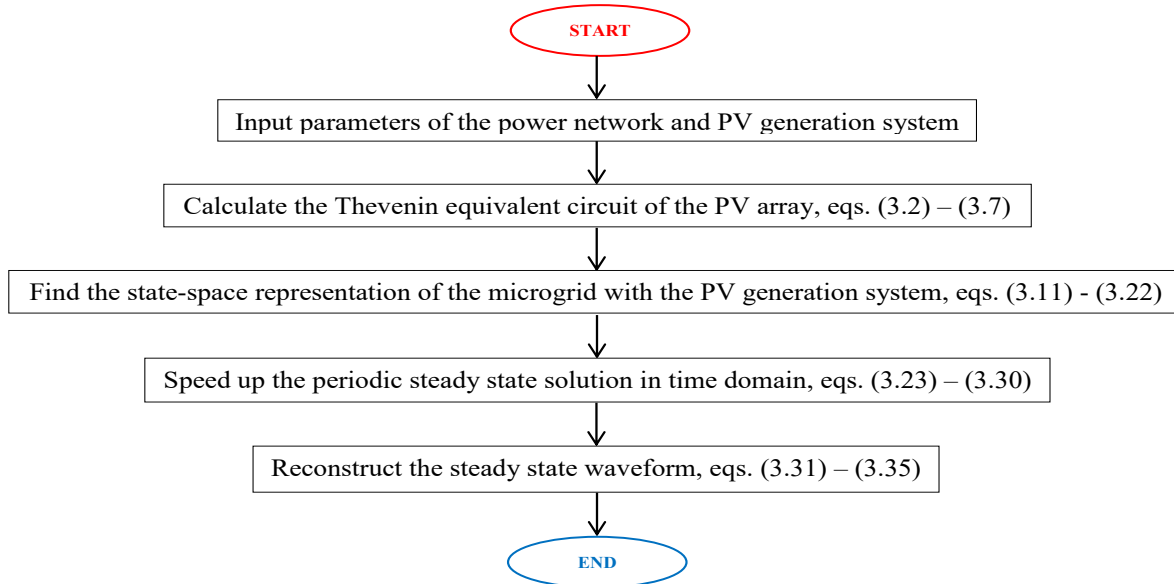 START
Input parameters of the power network and PV generation system
Calculate the Thevenin equivalent circuit of the PV array, eqs. (3.2) – (3.7)
Find the state-space representation of the microgrid with the PV generation system, eqs. (3.11) - (3.22)
Speed up the periodic steady state solution in time domain, eqs. (3.23) – (3.30)
Reconstruct the steady state waveform, eqs. (3.31) – (3.35)
END